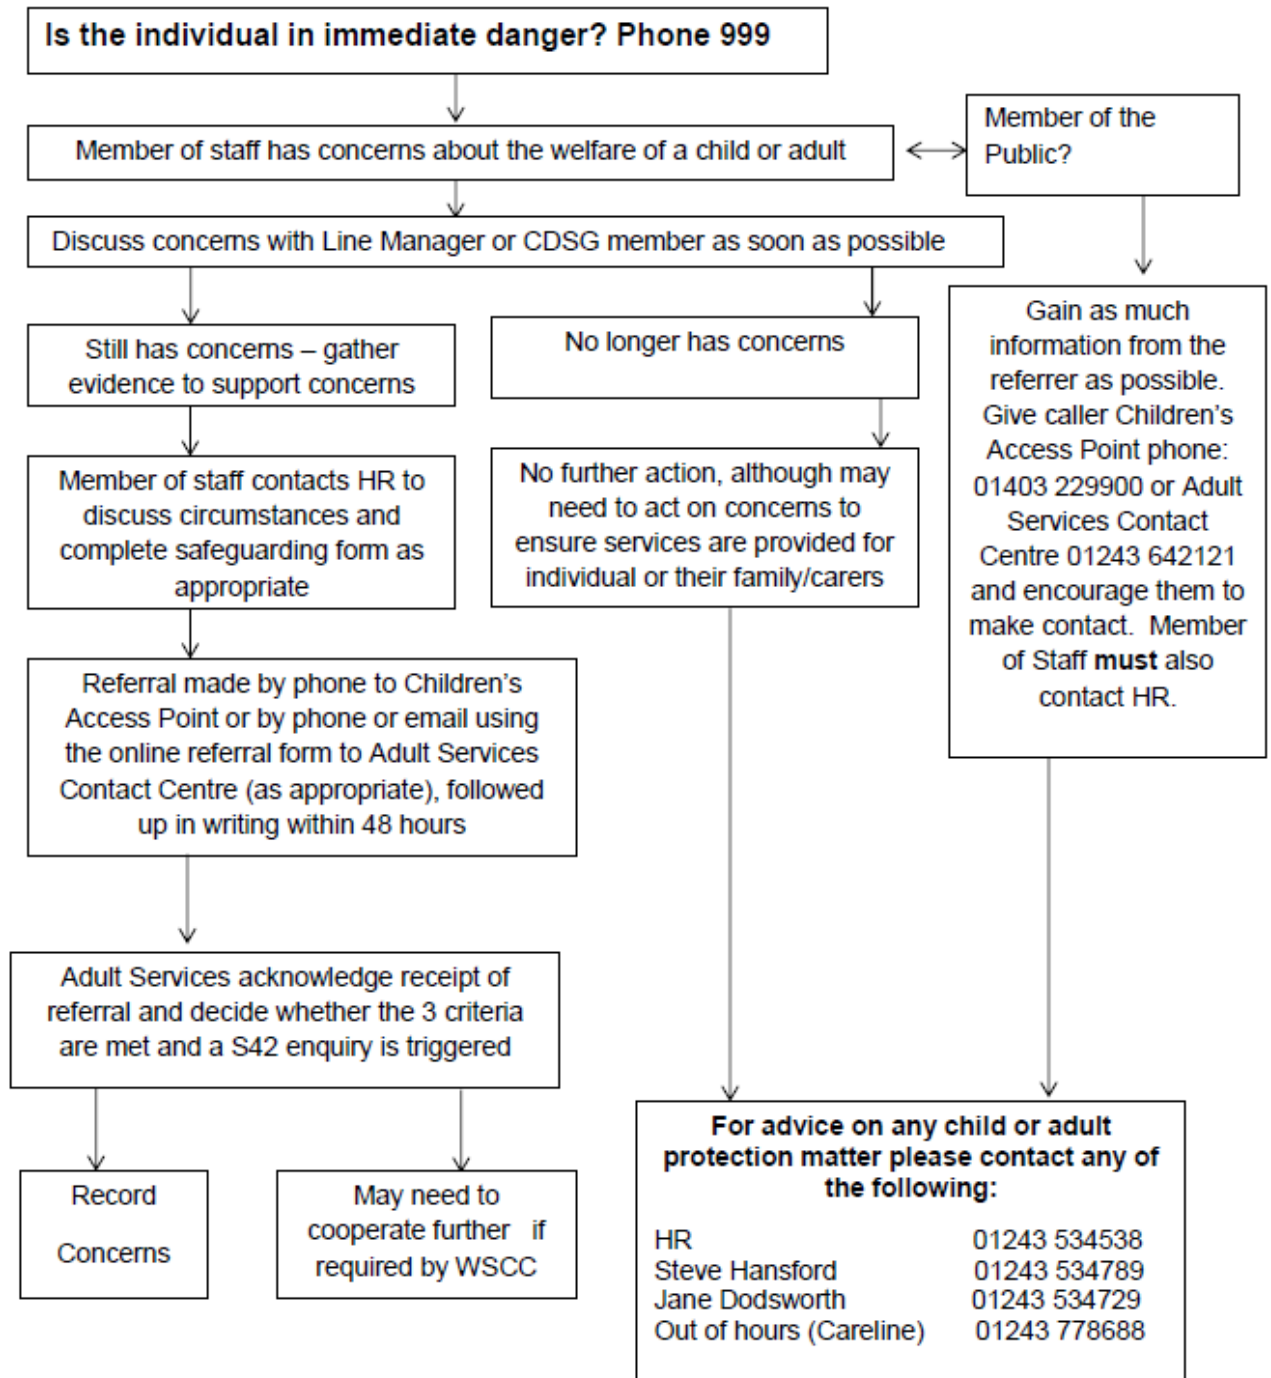 Is the individual in immediate danger? Phone 999
Member of staff has concerns about the welfare of a child or adult
Member of the
Public?
Discuss concerns with Line Manager or CDSG member as soon as possible
Still has concerns – gather
evidence to support concerns
No longer has concerns
Gain as much
information from the
referrer as possible.
Give caller Children's
Access Point phone:
01403 229900 or Adult
Services Contact
Centre 01243 642121
and encourage them to
make contact. Member
of Staff must also
contact HR.
Member of staff contacts HR to
discuss circumstances and
complete safeguarding form as
appropriate
No further action, although may
need to act on concerns to
ensure services are provided for
individual or their family/carers
Referral made by phone to Children's
Access Point or by phone or email using
the online referral form to Adult Services
Contact Centre (as appropriate), followed
up in writing within 48 hours
Adult Services acknowledge receipt of
referral and decide whether the 3 criteria
are met and a S42 enquiry is triggered
Record
Concerns
May need to
cooperate further if
required by WSCC
For advice on any child or adult
protection matter please contact any of
the following:
HR 01243 534538
Steve Hansford 01243 534789
Jane Dodsworth 01243 534729
Out of hours (Careline) 01243 778688